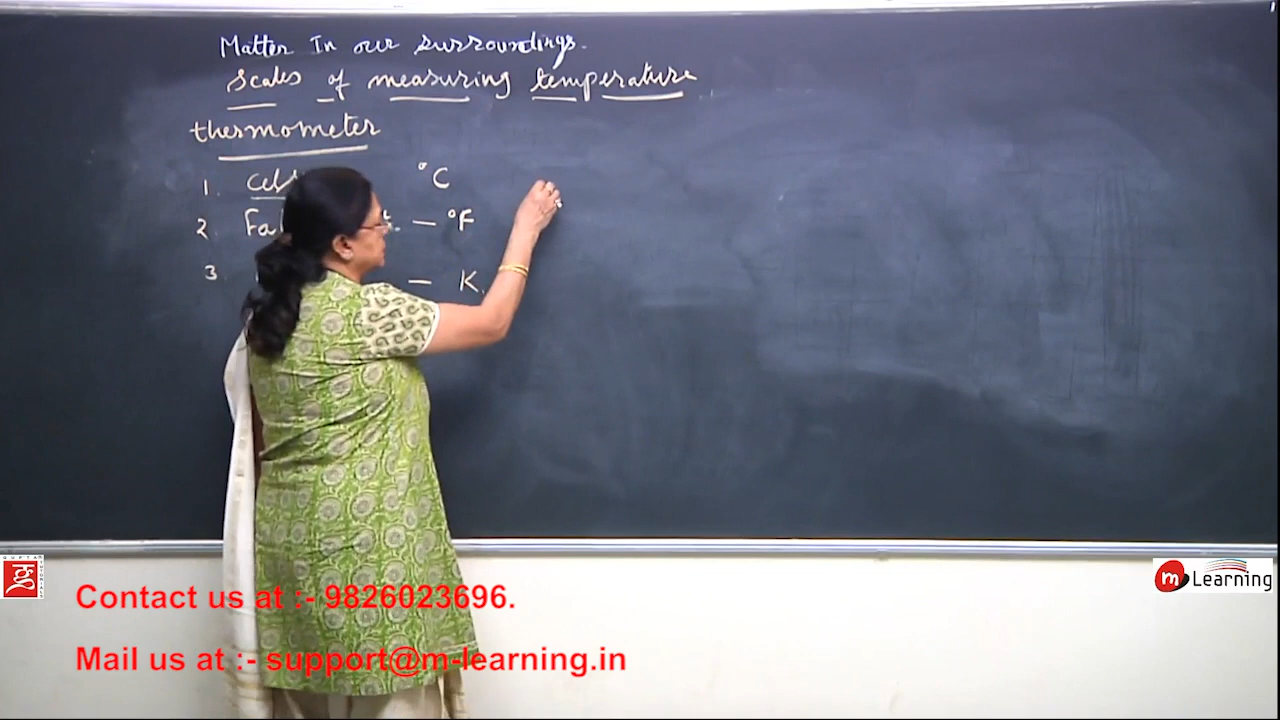 Matter In our surroundings.
Scales of measuring temperature
thermometer
1. °C
2. — °F
3. — K.
Contact us at :- 9826023696.
Mail us at :- support@m-learning.in
m Learning